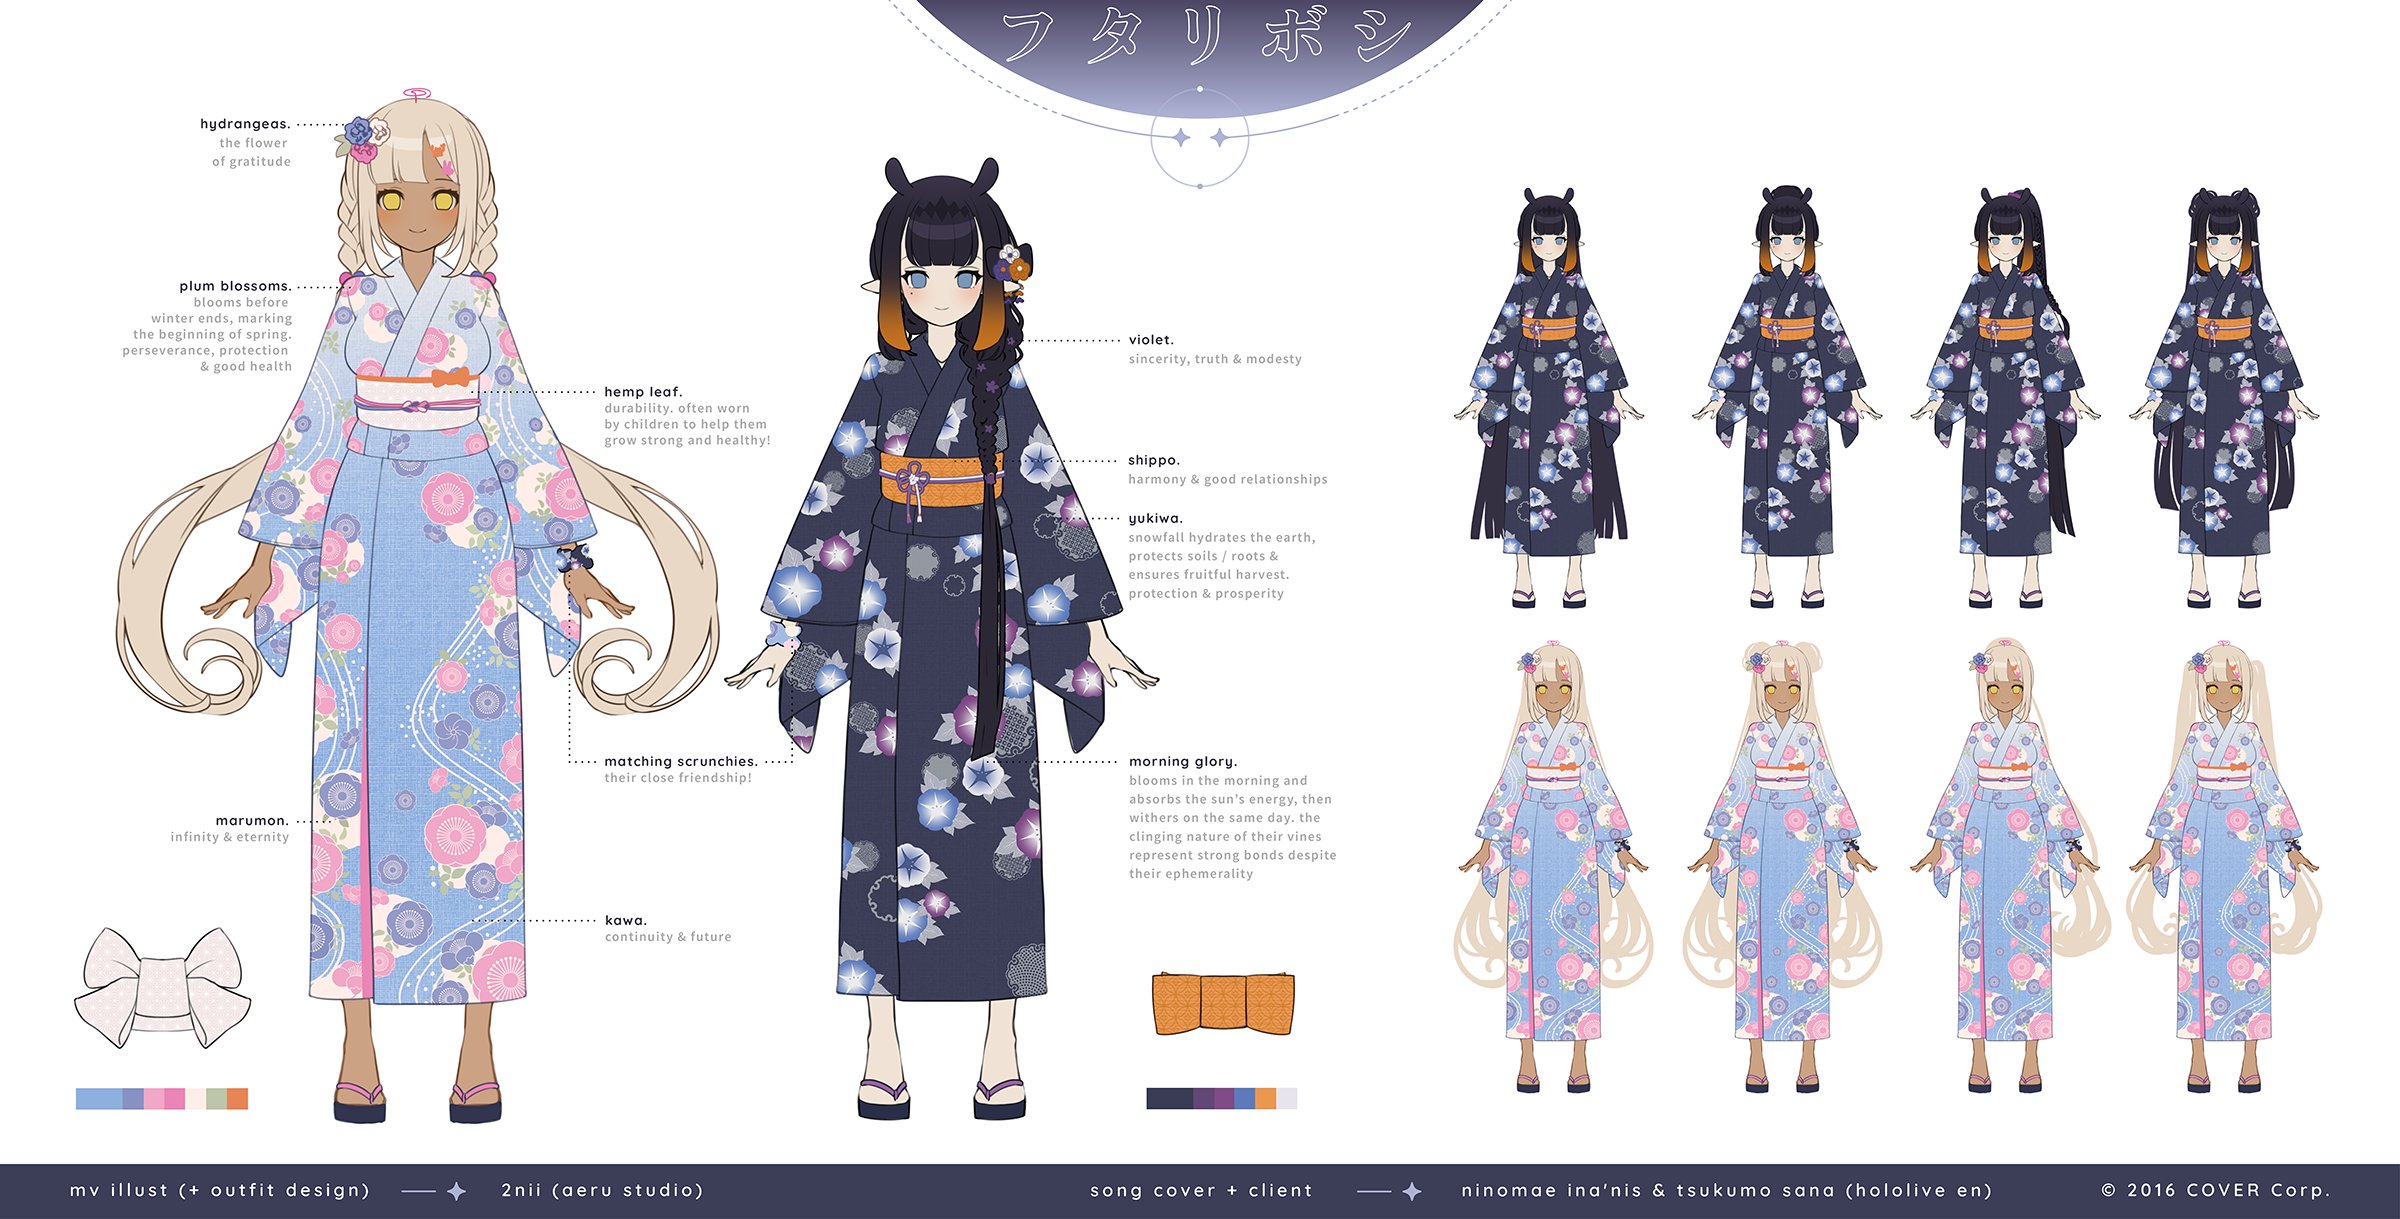 フタリボシ
hydrangeas.
the flower
of gratitude
plum blossoms.
blooms before
winter ends, marking
the beginning of spring.
perseverance, protection
& good health
hemp leaf.
durability. often worn
by children to help them
grow strong and healthy!
matching scrunchies.
their close friendship!
marumon.
infinity & eternity
kawa.
continuity & future
violet.
sincerity, truth & modesty
shippo.
harmony & good relationships
yukiwa.
snowfall hydrates the earth,
protects soils / roots &
ensures fruitful harvest.
protection & prosperity
morning glory.
blooms in the morning and
absorbs the sun's energy, then
withers on the same day. the
clinging nature of their vines
represent strong bonds despite
their ephemerality
mv illust (+ outfit design)
2nii (aeru studio)
song cover + client
ninomae ina'nis & tsukumo sana (hololive en)
© 2016 COVER Corp.